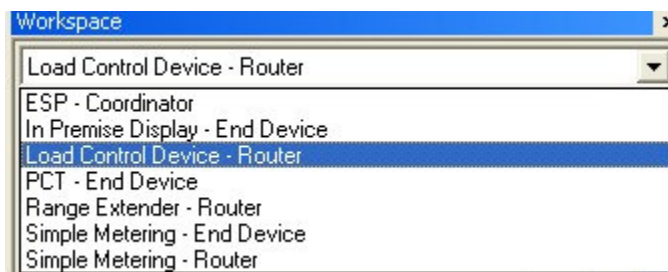 Workspace
Load Control Device - Router
ESP - Coordinator
In Premise Display - End Device
Load Control Device - Router
PCT - End Device
Range Extender - Router
Simple Metering - End Device
Simple Metering - Router